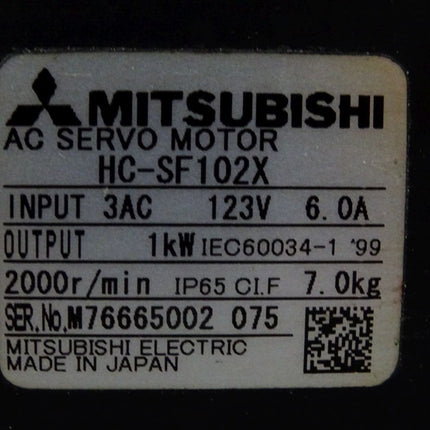 MITSUBISHI
AC SERVO MOTOR
HC-SF102X
INPUT 3AC 123V 6.0A
OUTPUT 1kW IEC60034-1 '99
2000r/min IP65 CI.F 7.0kg
SER.No.M76665002 075
MITSUBISHI ELECTRIC
MADE IN JAPAN